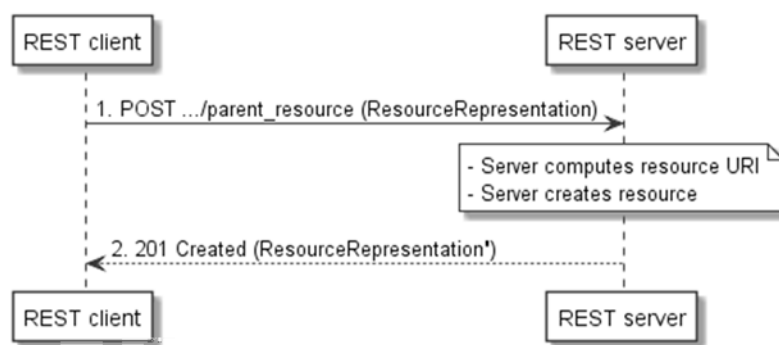 REST client
REST server
1. POST .../parent_resource (ResourceRepresentation)
- Server computes resource URI
- Server creates resource
2. 201 Created (ResourceRepresentation')
REST client
REST server